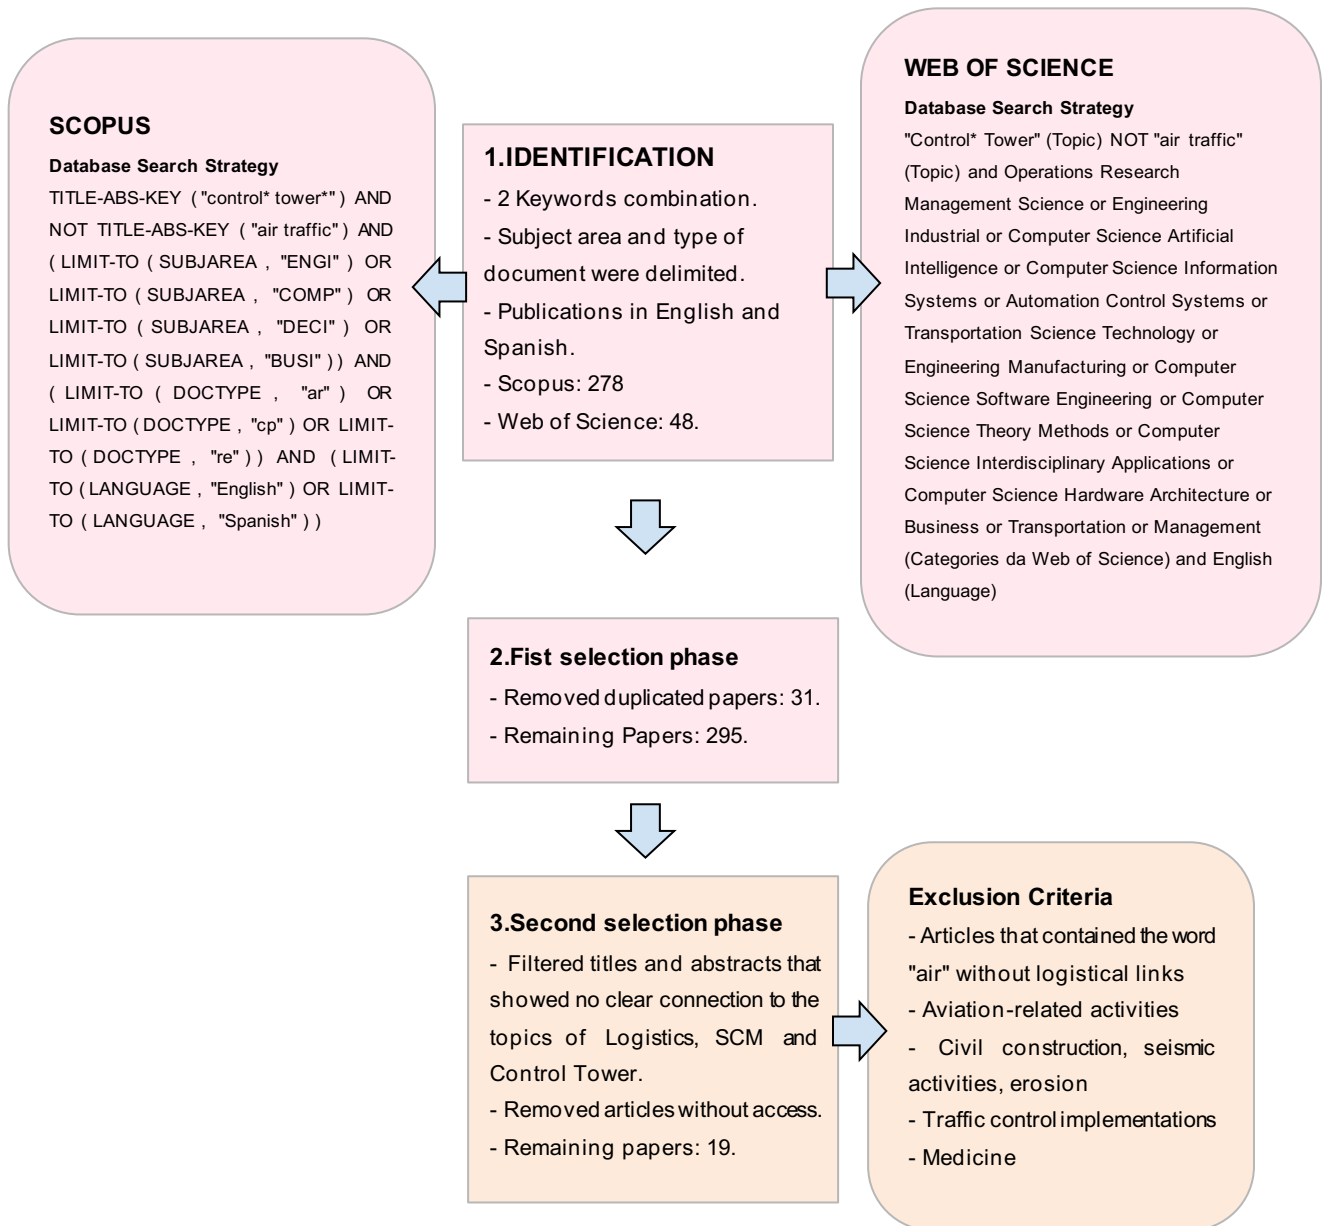 SCOPUS
Database Search Strategy
TITLE-ABS-KEY ("control* tower*") AND
NOT TITLE-ABS-KEY ("air traffic") AND
( LIMIT-TO ( SUBJAREA , "ENGI") OR
LIMIT-TO ( SUBJAREA , "COMP") OR
LIMIT-TO ( SUBJAREA , "DECI") OR
LIMIT-TO ( SUBJAREA , "BUSI" )) AND
( LIMIT-TO ( DOCTYPE , "ar") OR
LIMIT-TO ( DOCTYPE , "cp") OR LIMIT-
TO ( DOCTYPE , "re" ) ) AND ( LIMIT-
TO ( LANGUAGE , "English") OR LIMIT-
TO ( LANGUAGE , "Spanish" ) )
1.IDENTIFICATION
- 2 Keywords combination.
- Subject area and type of
document were delimited.
- Publications in English and
Spanish.
- Scopus: 278
- Web of Science: 48.
WEB OF SCIENCE
Database Search Strategy
"Control* Tower" (Topic) NOT "air traffic"
(Topic) and Operations Research
Management Science or Engineering
Industrial or Computer Science Artificial
Intelligence or Computer Science Information
Systems or Automation Control Systems or
Transportation Science Technology or
Engineering Manufacturing or Computer
Science Software Engineering or Computer
Science Theory Methods or Computer
Science Interdisciplinary Applications or
Computer Science Hardware Architecture or
Business or Transportation or Management
(Categories da Web of Science) and English
(Language)
2.Fist selection phase
- Removed duplicated papers: 31.
- Remaining Papers: 295.
3.Second selection phase
- Filtered titles and abstracts that
showed no clear connection to the
topics of Logistics, SCM and
Control Tower.
- Removed articles without access.
- Remaining papers: 19.
Exclusion Criteria
- Articles that contained the word
"air" without logistical links
- Aviation-related activities
- Civil construction, seismic
activities, erosion
- Traffic control implementations
- Medicine